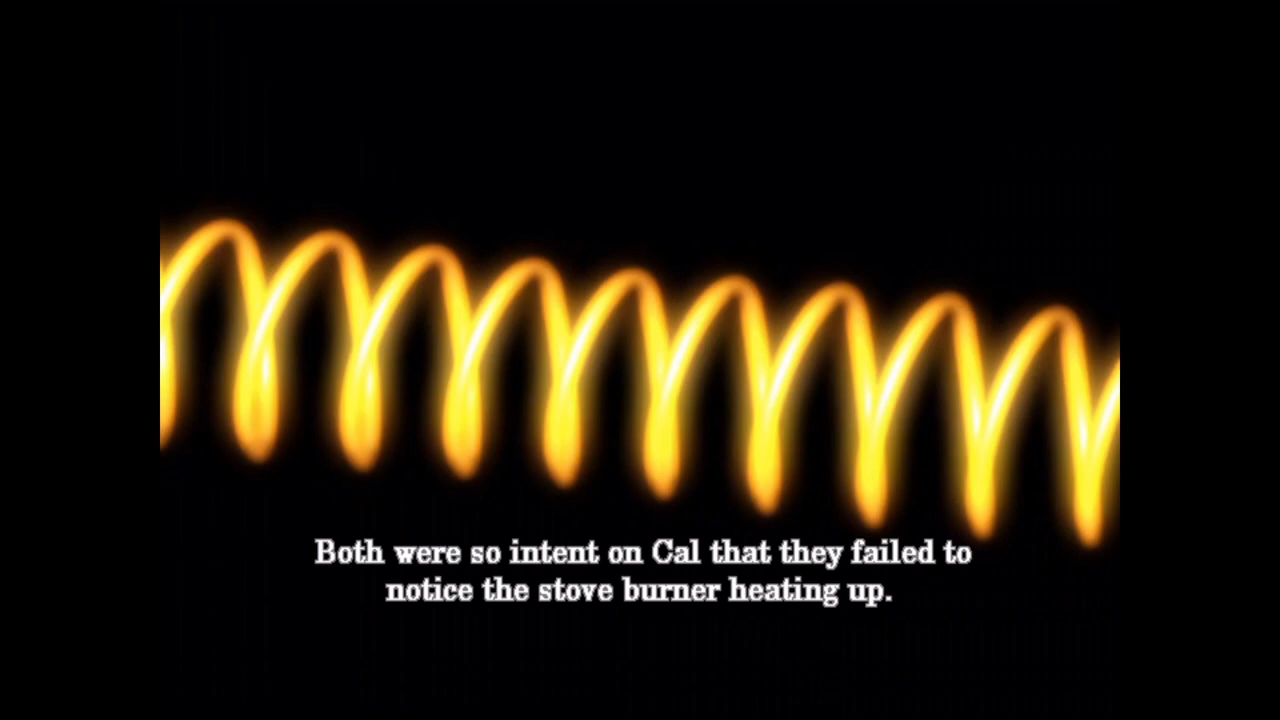 Both were so intent on Cal that they failed to
notice the stove burner heating up.